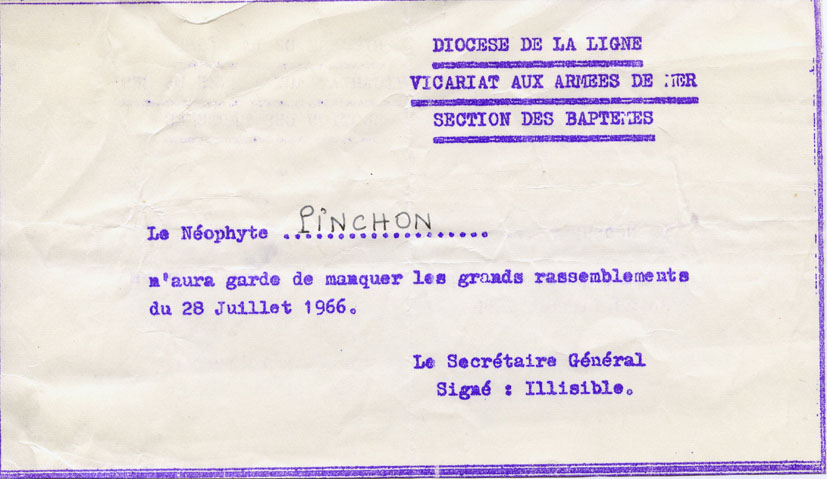 DIOCESE DE LA LIGNE
VICARIAT AUX ARMEES DE MER
SECTION DES BAPTEMES
Le Néophyte ..PINCHON..................
n'aura garde de manquer les grands rassemblements
du 28 Juillet 1966.
Le Secrétaire Général
Signé : Illisible.